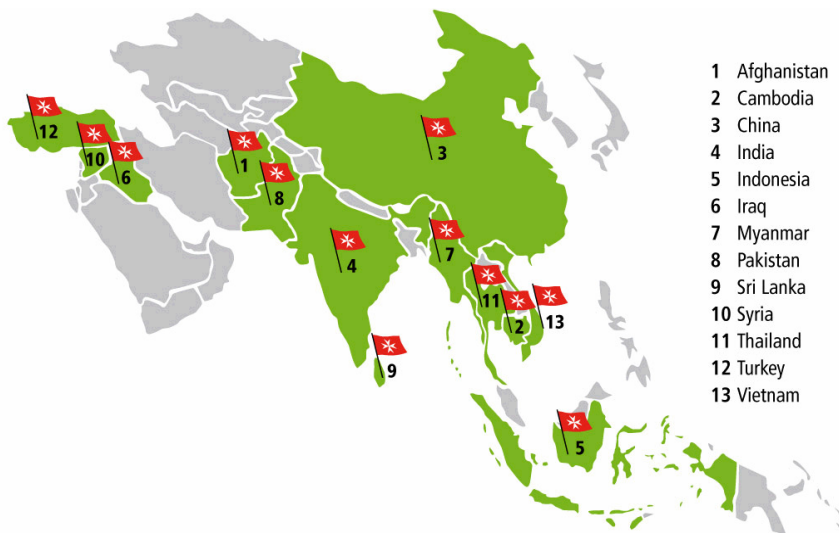 1 Afghanistan
2 Cambodia
3 China
4 India
5 Indonesia
6 Iraq
7 Myanmar
8 Pakistan
9 Sri Lanka
10 Syria
11 Thailand
12 Turkey
13 Vietnam
12
10
6
1
8
3
4
7
11
2
13
9
5